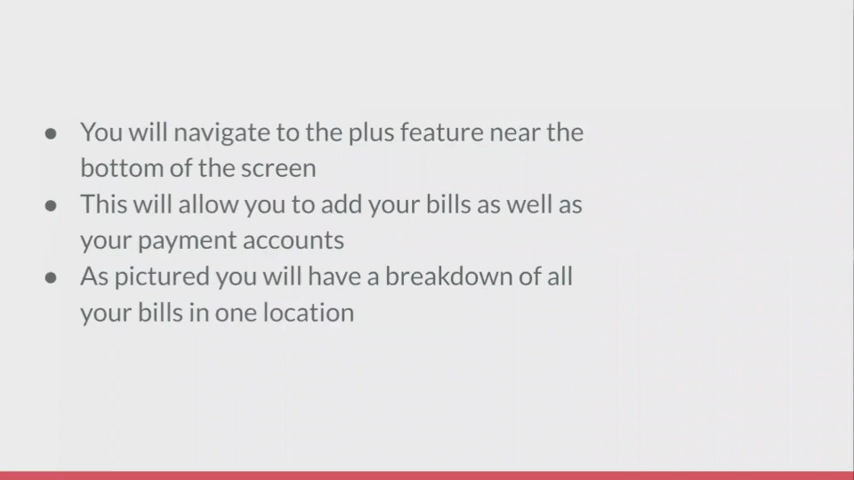 ● You will navigate to the plus feature near the
bottom of the screen
● This will allow you to add your bills as well as
your payment accounts
● As pictured you will have a breakdown of all
your bills in one location